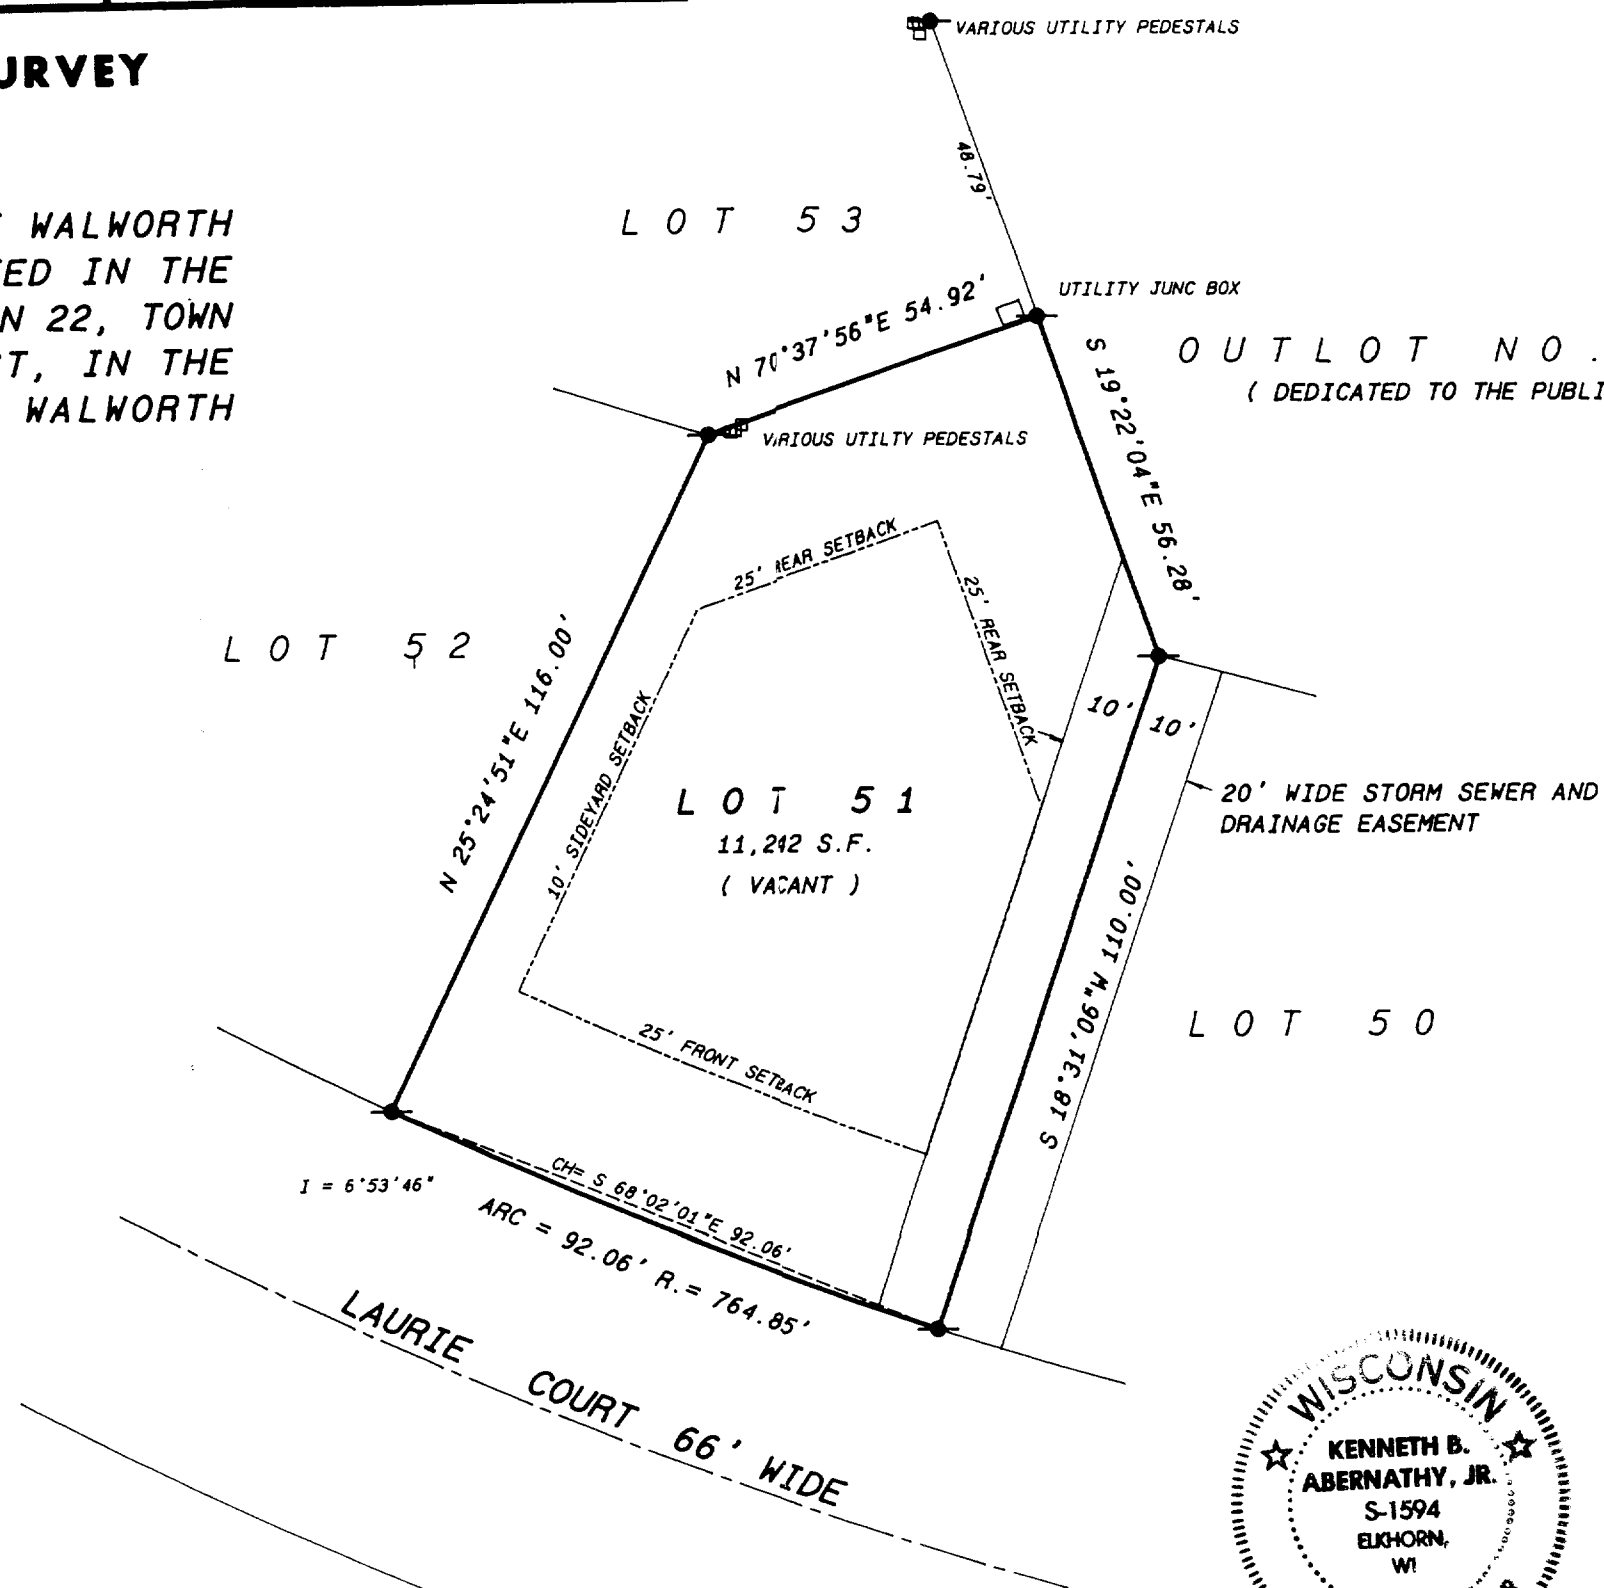 VARIOUS UTILITY PEDESTALS
URVEY
48.79'
WALWORTH
ED IN THE
N 22, TOWN
T, IN THE
WALWORTH
LOT 53
UTILITY JUNC BOX
N 70°37'56"E 54.92'
OUTLOT NO.
( DEDICATED TO THE PUBLI
S 19°22'04"E 56.28'
VARIOUS UTILTY PEDESTALS
25' REAR SETBACK
25' REAR SETBACK
LOT 52
N 25°24'51"E 116.00'
10' SIDEYARD SETBACK
10' 10'
LOT 51
11,242 S.F.
( VACANT )
20' WIDE STORM SEWER AND
DRAINAGE EASEMENT
S 18°31'06"W 110.00'
LOT 50
25' FRONT SETBACK
CH= S 68°02'01"E 92.06'
I = 6°53'46"
ARC = 92.06' R.= 764.85'
LAURIE COURT 66' WIDE
WISCONSIN
KENNETH B.
ABERNATHY, JR.
S-1594
ELKHORN,
WI